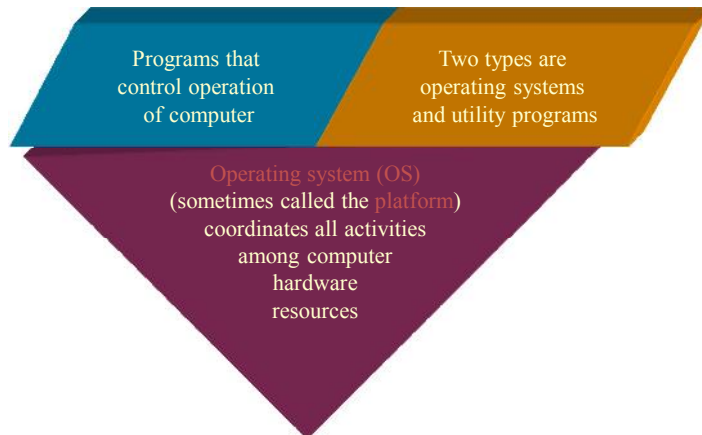 Programs that
control operation
of computer
Two types are
operating systems
and utility programs
Operating system (OS)
(sometimes called the platform)
coordinates all activities
among computer
hardware
resources